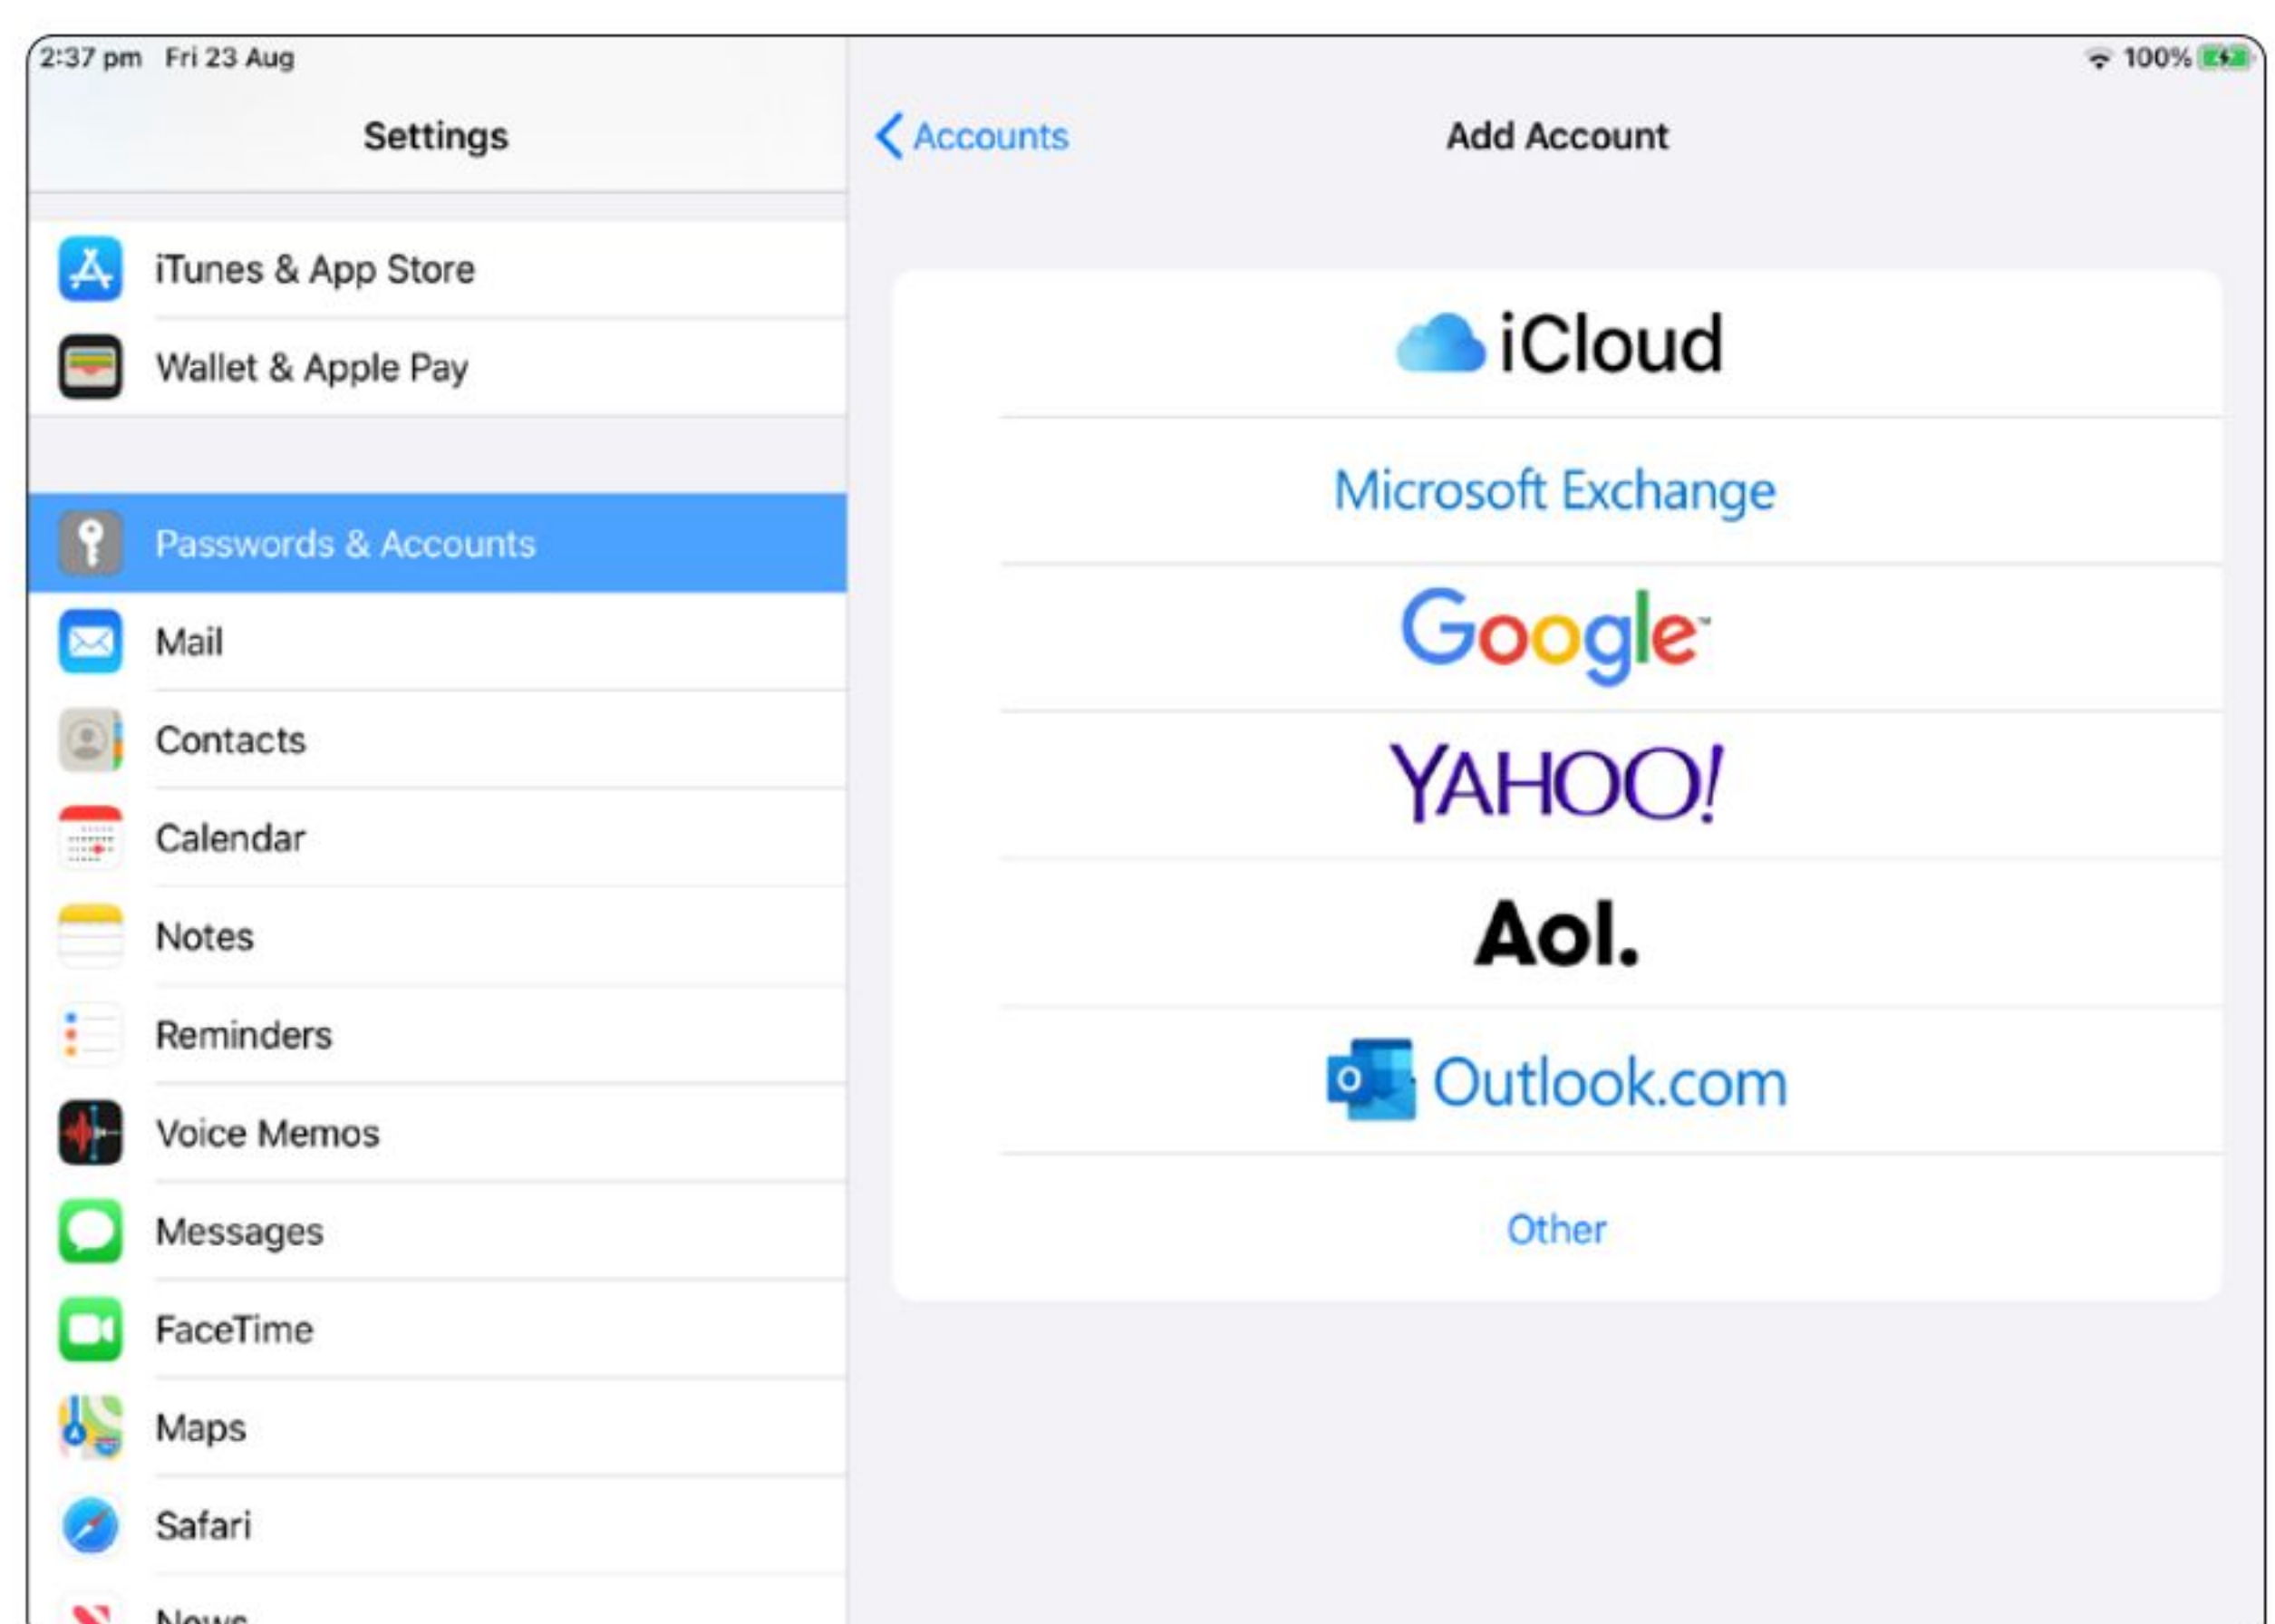 2:37 pm Fri 23 Aug
100%
Settings
iTunes & App Store
Wallet & Apple Pay
Passwords & Accounts
Mail
Contacts
Calendar
Notes
Reminders
Voice Memos
Messages
FaceTime
Maps
Safari
News
Accounts
Add Account
iCloud
Microsoft Exchange
Google™
YAHOO!
Aol.
Outlook.com
Other